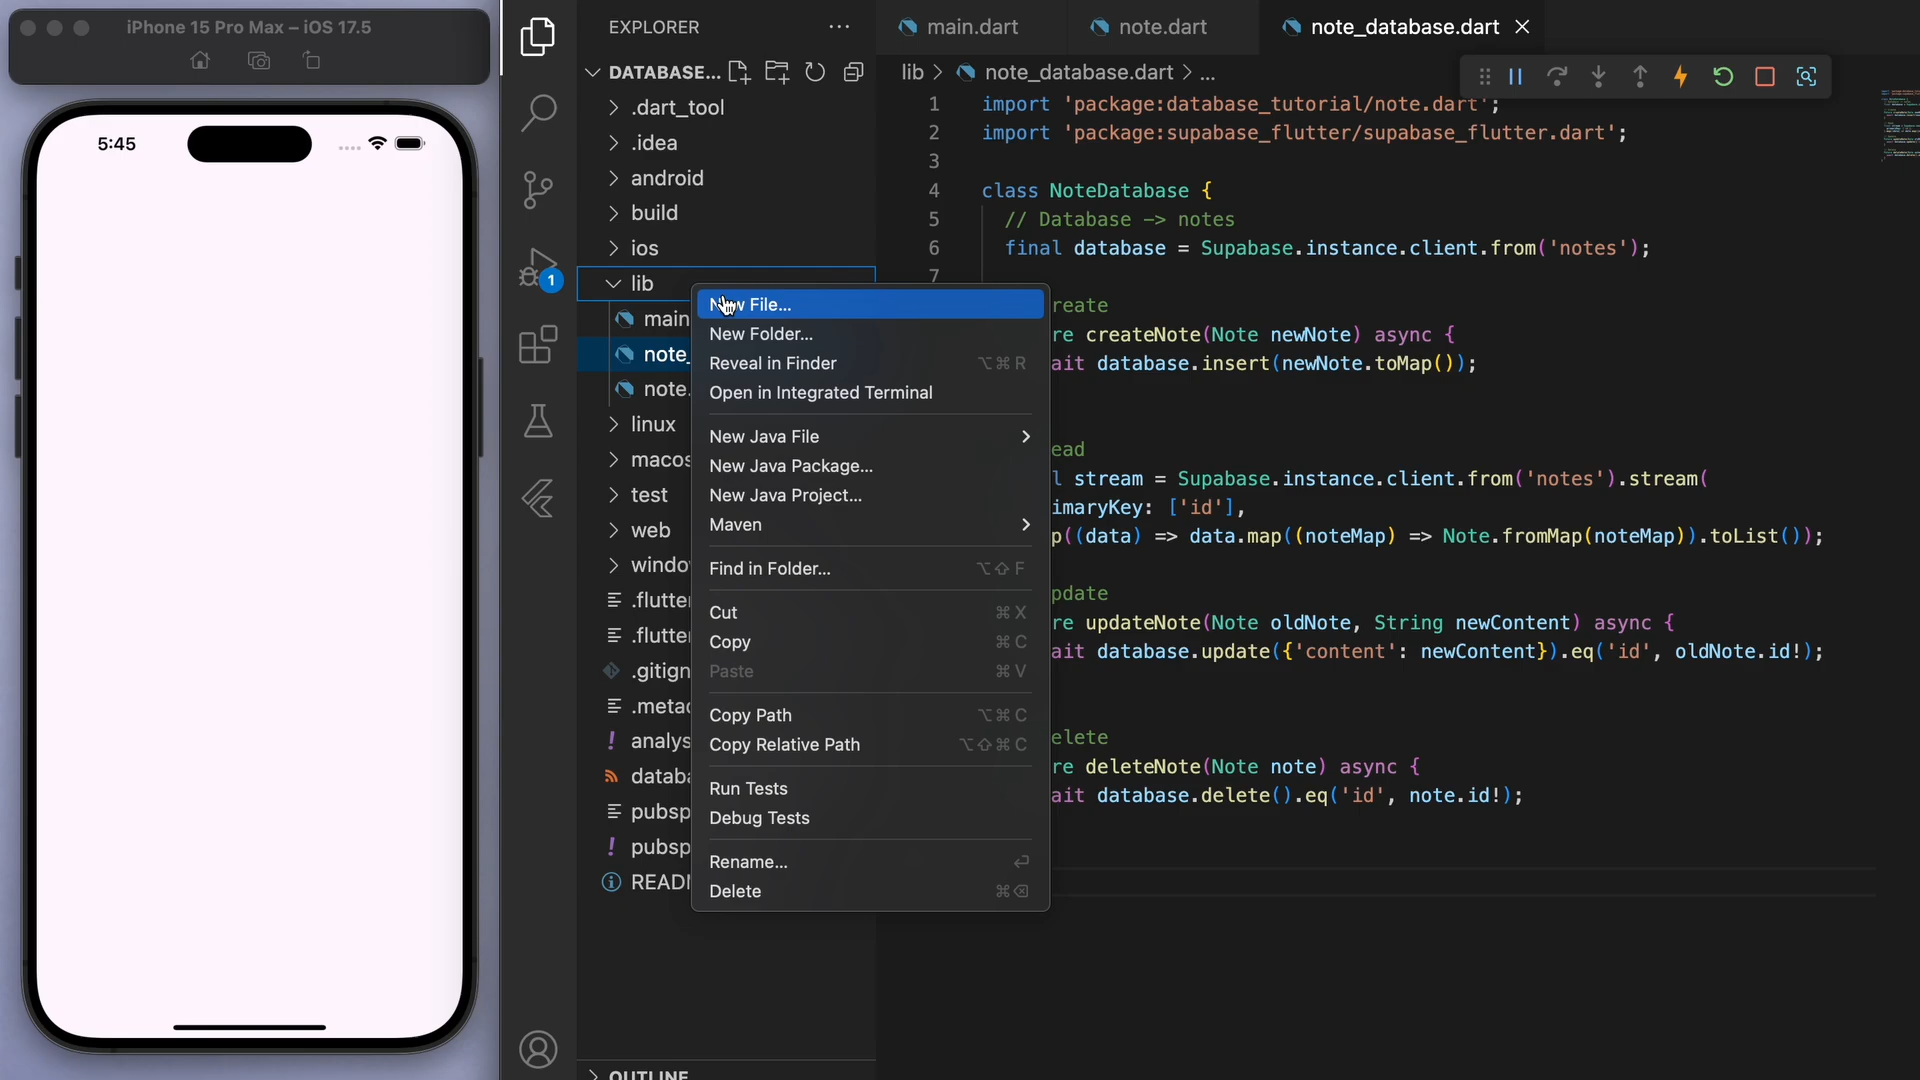 iPhone 15 Pro Max – iOS 17.5
5:45
EXPLORER
DATABASE...
.dart_tool
.idea
android
build
ios
lib
main
note_
note.
linux
macos
test
web
windo
.flutte
.flutte
.gitign
.meta
analys
datab
pubsp
pubsp
READ
OUTLINE
1
New File...
New Folder...
Reveal in Finder ⌥⌘R
Open in Integrated Terminal
New Java File
New Java Package...
New Java Project...
Maven
Find in Folder... ⌥⇧F
Cut ⌘X
Copy ⌘C
Paste ⌘V
Copy Path ⌥⌘C
Copy Relative Path ⌥⇧⌘C
Run Tests
Debug Tests
Rename... ⏎
Delete ⌘⌫
main.dart
note.dart
note_database.dart
lib > note_database.dart > ...
1 import 'package:database_tutorial/note.dart';
2 import 'package:supabase_flutter/supabase_flutter.dart';
3
4 class NoteDatabase {
5 // Database -> notes
6 final database = Supabase.instance.client.from('notes');
7
reate
re createNote(Note newNote) async {
ait database.insert(newNote.toMap());
ead
l stream = Supabase.instance.client.from('notes').stream(
imaryKey: ['id'],
p((data) => data.map((noteMap) => Note.fromMap(noteMap)).toList());
pdate
re updateNote(Note oldNote, String newContent) async {
ait database.update({'content': newContent}).eq('id', oldNote.id!);
elete
re deleteNote(Note note) async {
ait database.delete().eq('id', note.id!);